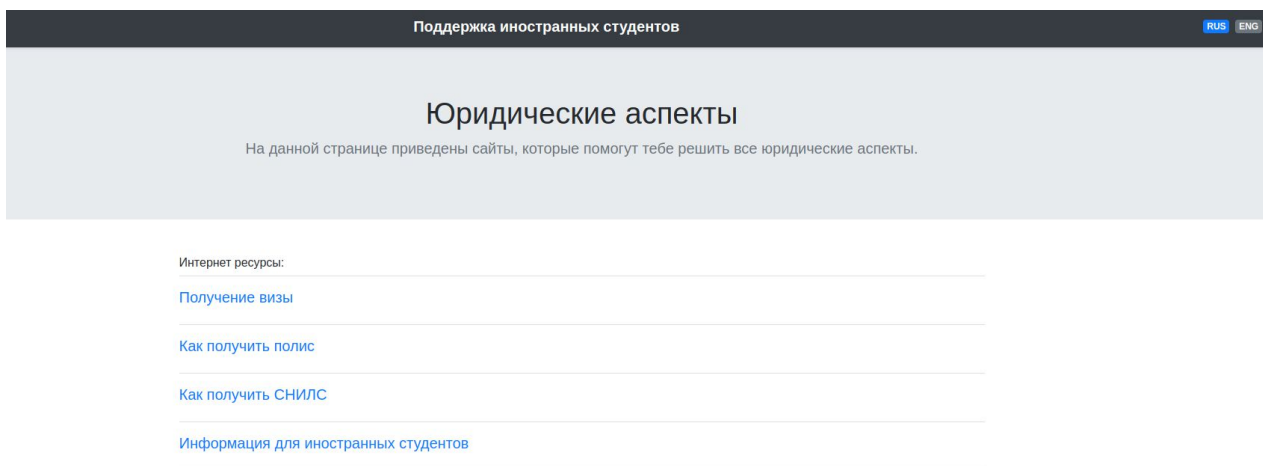 Поддержка иностранных студентов
RUS ENG
Юридические аспекты
На данной странице приведены сайты, которые помогут тебе решить все юридические аспекты.
Интернет ресурсы:
Получение визы
Как получить полис
Как получить СНИЛС
Информация для иностранных студентов